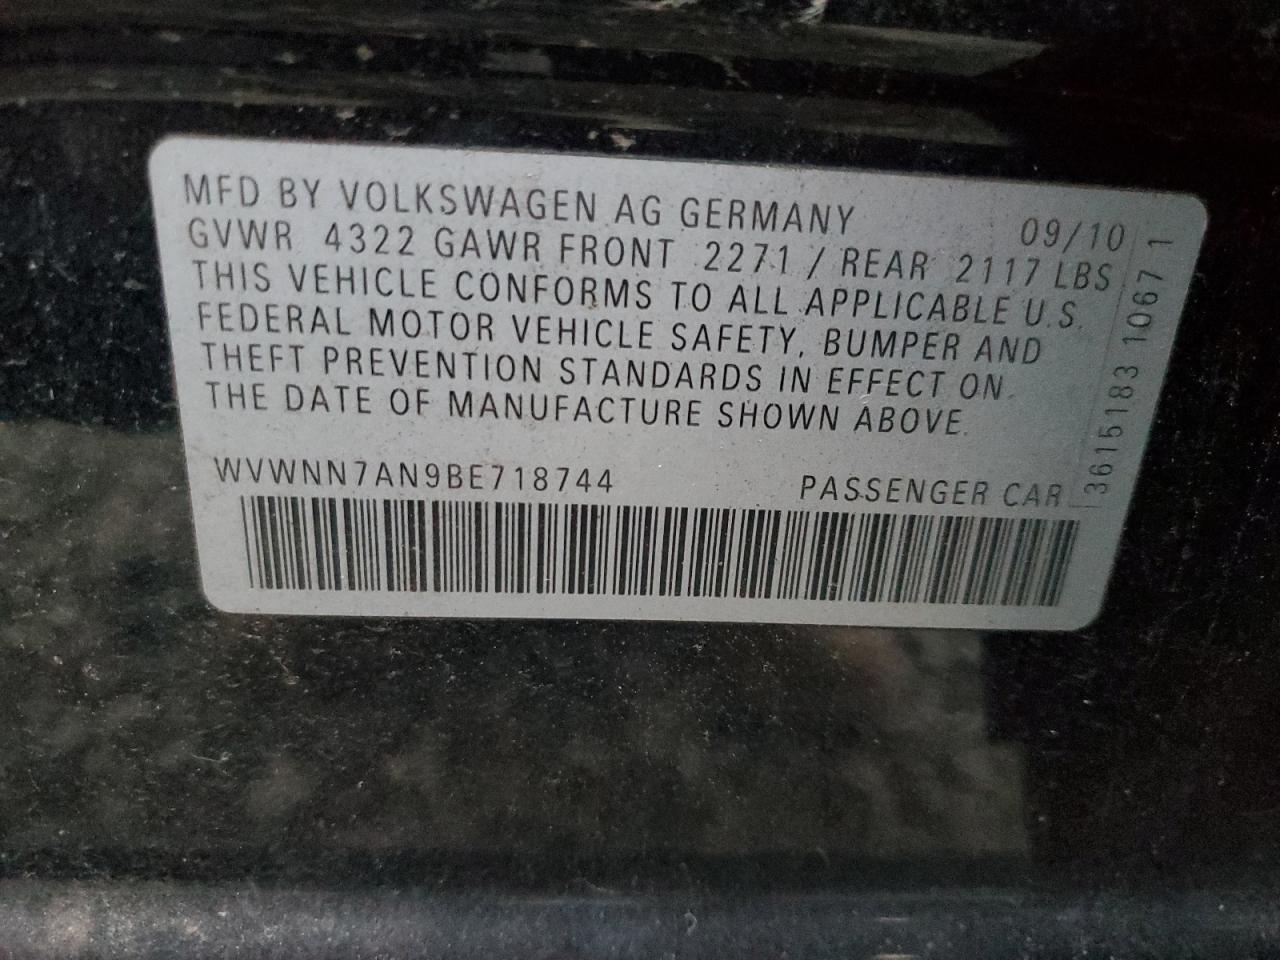 MFD BY VOLKSWAGEN AG GERMANY 09/10
GVWR 4322 GAWR FRONT 2271 / REAR 2117 LBS
THIS VEHICLE CONFORMS TO ALL APPLICABLE U.S.
FEDERAL MOTOR VEHICLE SAFETY, BUMPER AND
THEFT PREVENTION STANDARDS IN EFFECT ON
THE DATE OF MANUFACTURE SHOWN ABOVE.
WVWNN7AN9BE718744 PASSENGER CAR
3615183 1067 1